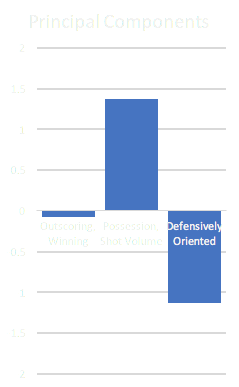 Principal Components
2
1.5
1
0.5
0
Outscoring, Winning
Possession, Shot Volume
Defensively Oriented
0.5
1
1.5
2